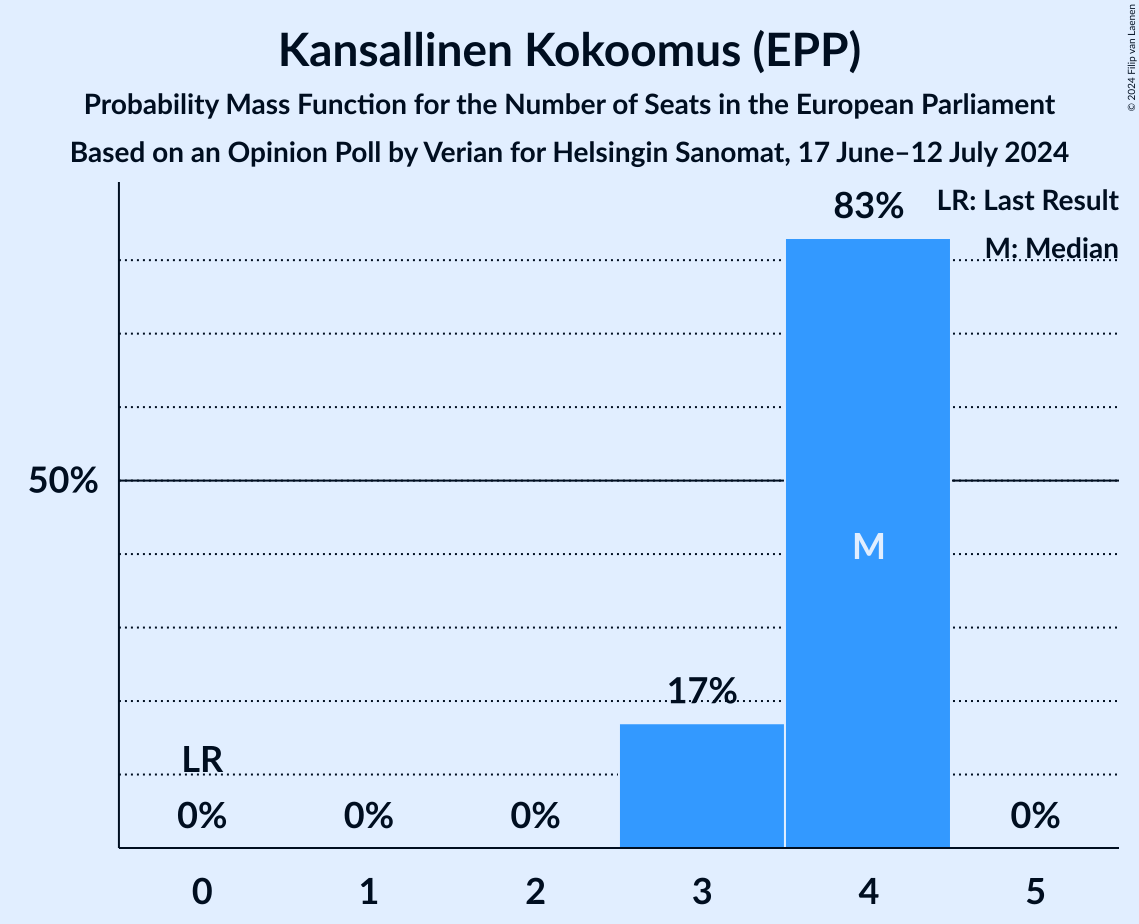 Kansallinen Kokoomus (EPP)
Probability Mass Function for the Number of Seats in the European Parliament
Based on an Opinion Poll by Verian for Helsingin Sanomat, 17 June–12 July 2024
© 2024 Filip van Laenen
LR: Last Result
M: Median
83%
50%
M
17%
LR
0% 0% 0% 0%
0 1 2 3 4 5